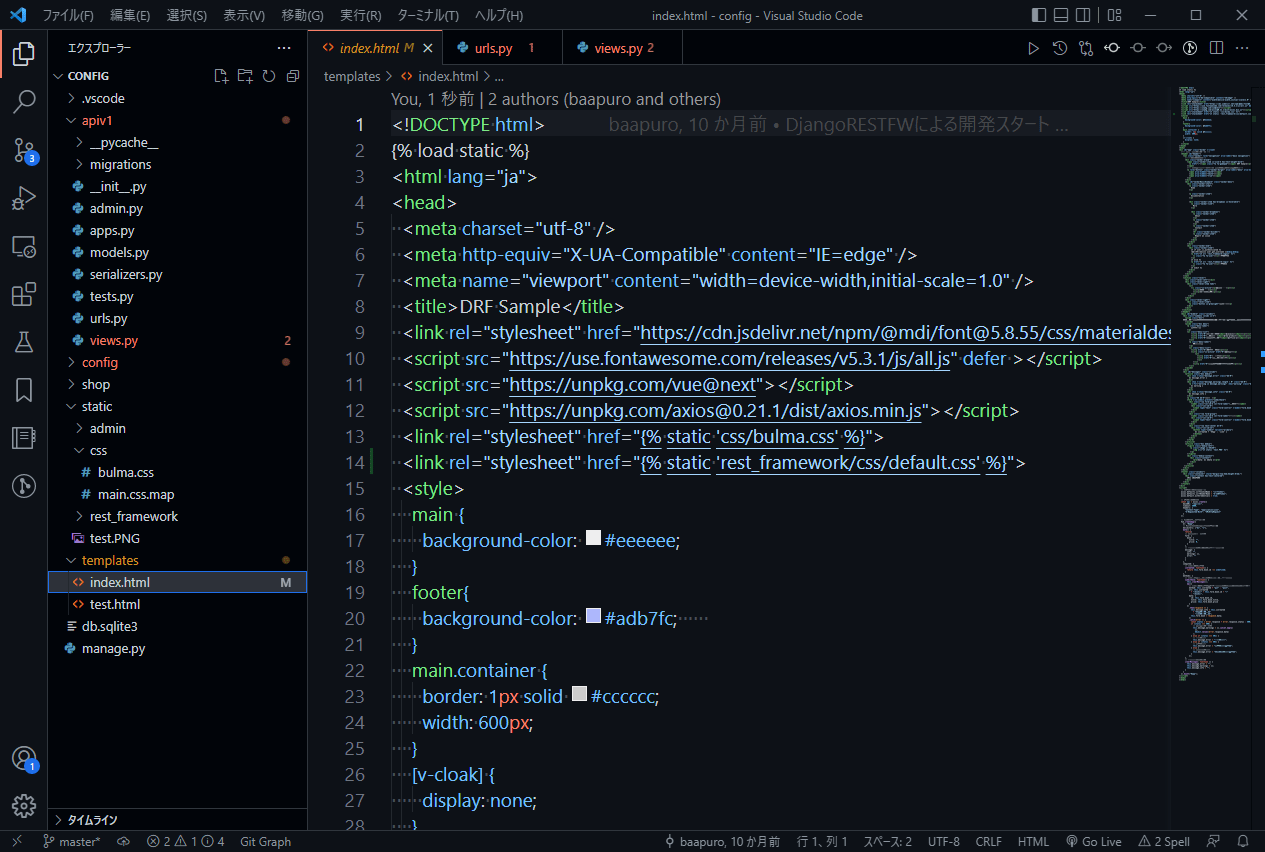 ファイル(F) 編集(E) 選択(S) 表示(V) 移動(G) 実行(R) ターミナル(T) ヘルプ(H) index.html - config - Visual Studio Code
エクスプローラー
CONFIG
.vscode
apiv1
__pycache__
migrations
__init__.py
admin.py
apps.py
models.py
serializers.py
tests.py
urls.py
views.py 2
config
shop
static
admin
css
bulma.css
main.css.map
rest_framework
test.PNG
templates
index.html M
test.html
db.sqlite3
manage.py
タイムライン
3
1
index.html M
urls.py 1
views.py 2
templates > index.html > ...
You, 1 秒前 | 2 authors (baapuro and others)
1 <!DOCTYPE html> baapuro, 10 か月前 • DjangoRESTFWによる開発スタート ...
2 {% load static %}
3 <html lang="ja">
4 <head>
5 <meta charset="utf-8" />
6 <meta http-equiv="X-UA-Compatible" content="IE=edge" />
7 <meta name="viewport" content="width=device-width,initial-scale=1.0" />
8 <title>DRF Sample</title>
9 <link rel="stylesheet" href="https://cdn.jsdelivr.net/npm/@mdi/font@5.8.55/css/materialdes
10 <script src="https://use.fontawesome.com/releases/v5.3.1/js/all.js" defer ></script>
11 <script src="https://unpkg.com/vue@next"></script>
12 <script src="https://unpkg.com/axios@0.21.1/dist/axios.min.js"></script>
13 <link rel="stylesheet" href="{% static 'css/bulma.css' %}">
14 <link rel="stylesheet" href="{% static 'rest_framework/css/default.css' %}">
15 <style>
16 main {
17 background-color: #eeeeee;
18 }
19 footer{
20 background-color: #adb7fc;
21 }
22 main.container {
23 border: 1px solid #cccccc;
24 width: 600px;
25 }
26 [v-cloak] {
27 display: none;
28 }
master* 2 1 4 Git Graph baapuro, 10 か月前 行 1、列 1 スペース: 2 UTF-8 CRLF HTML Go Live 2 Spell